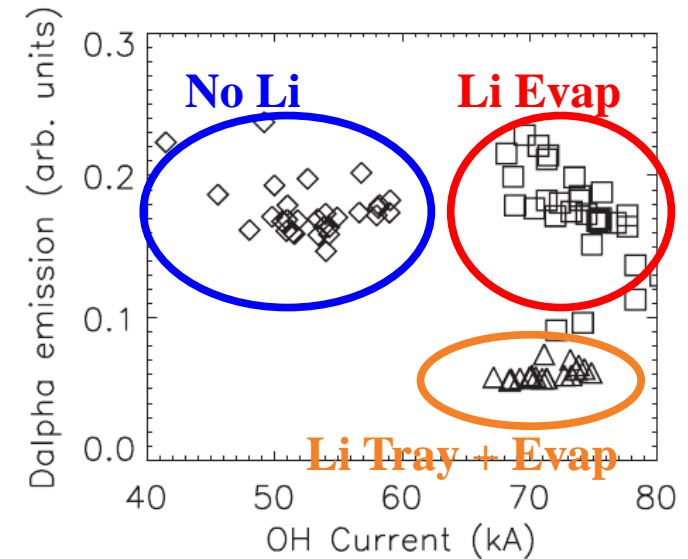 0.3
0.2
0.1
0.0
Dalpha emission (arb. units)
No Li
Li Evap
Li Tray + Evap
40 50 60 70 80
OH Current (kA)